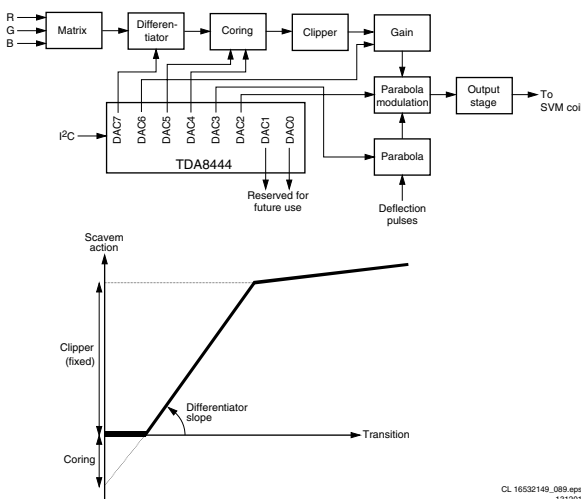 R
G
B
Matrix
Differen-
tiator
Coring
Clipper
Gain
Parabola
modulation
Output
stage
To
SVM coi
I²C
DAC7
DAC6
DAC5
DAC4
DAC3
DAC2
DAC1
DAC0
TDA8444
Parabola
Reserved for
future use
Deflection
pulses
Scavem
action
Clipper
(fixed)
Differentiator
slope
Transition
Coring
CL 16532149_089.eps